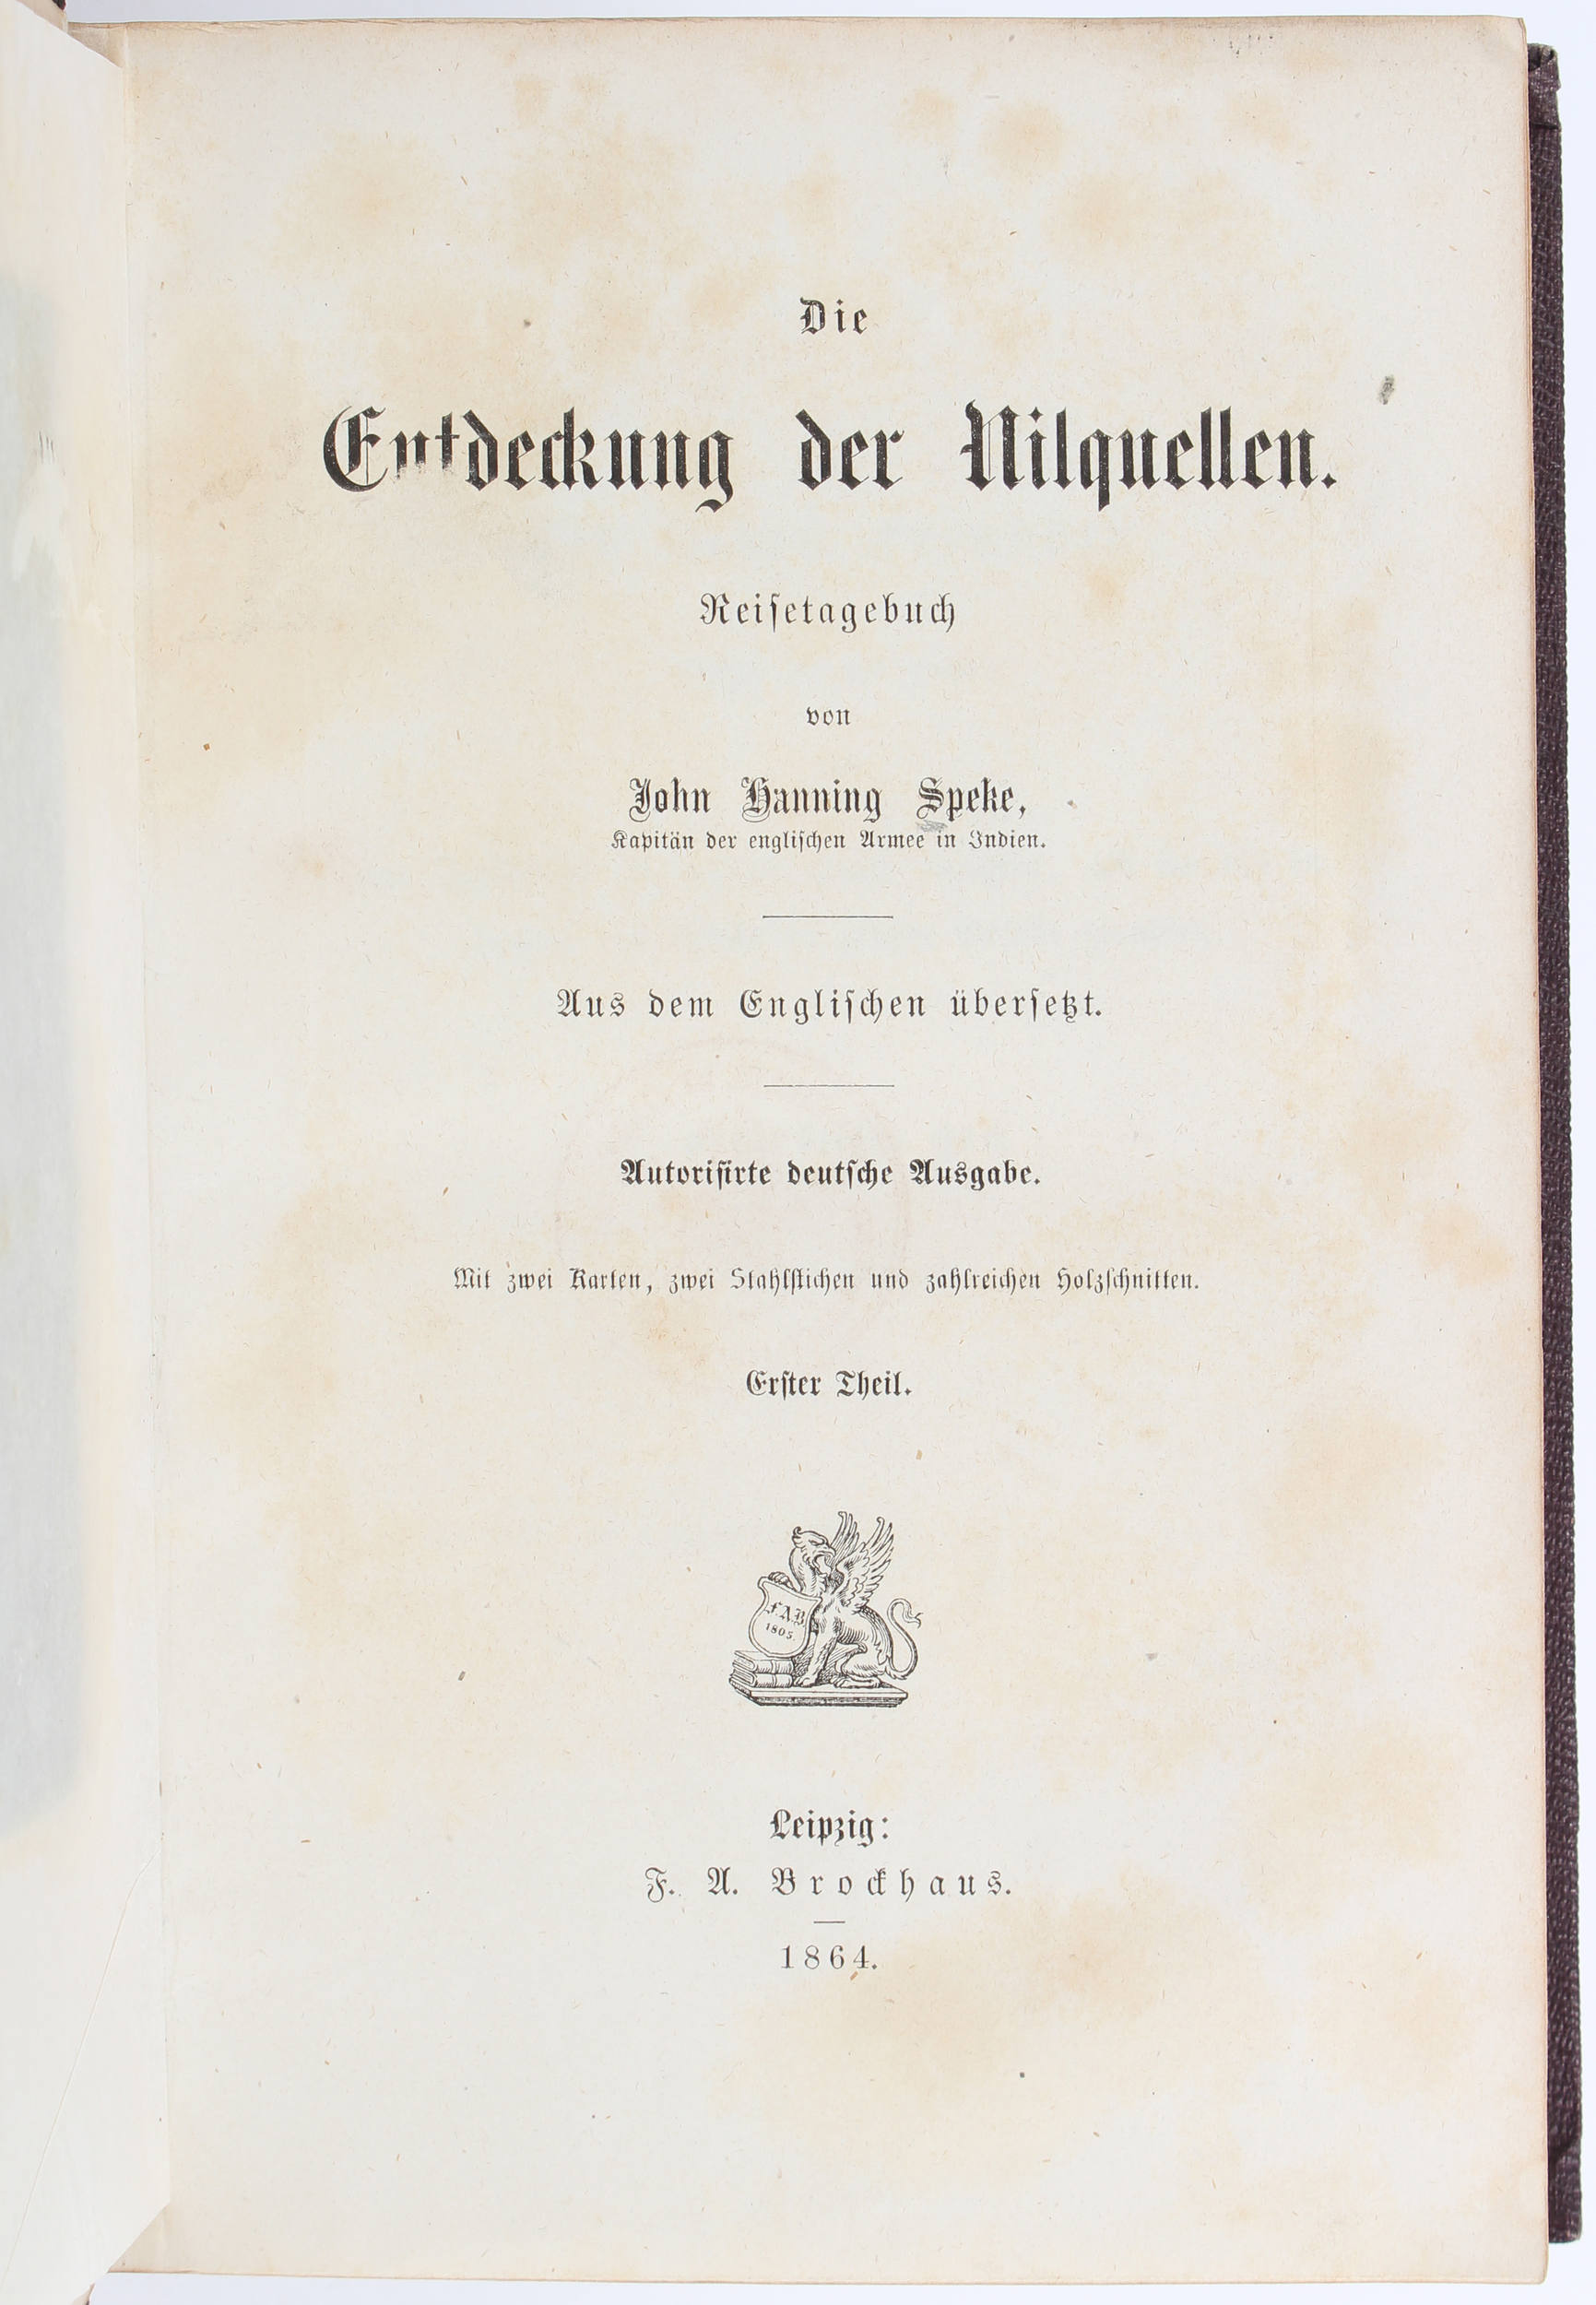 Die
Entdeckung der Nilquellen.
Reiſetagebuch
von
John Hanning Speke,
Kapitän der engliſchen Armee in Indien.
Aus dem Engliſchen überſetzt.
Autoriſirte deutſche Ausgabe.
Mit zwei Karten, zwei Stahlſtichen und zahlreichen Holzſchnitten.
Erſter Theil.
F.A.B.
1805.
Leipzig:
F. A. Brockhaus.
1864.